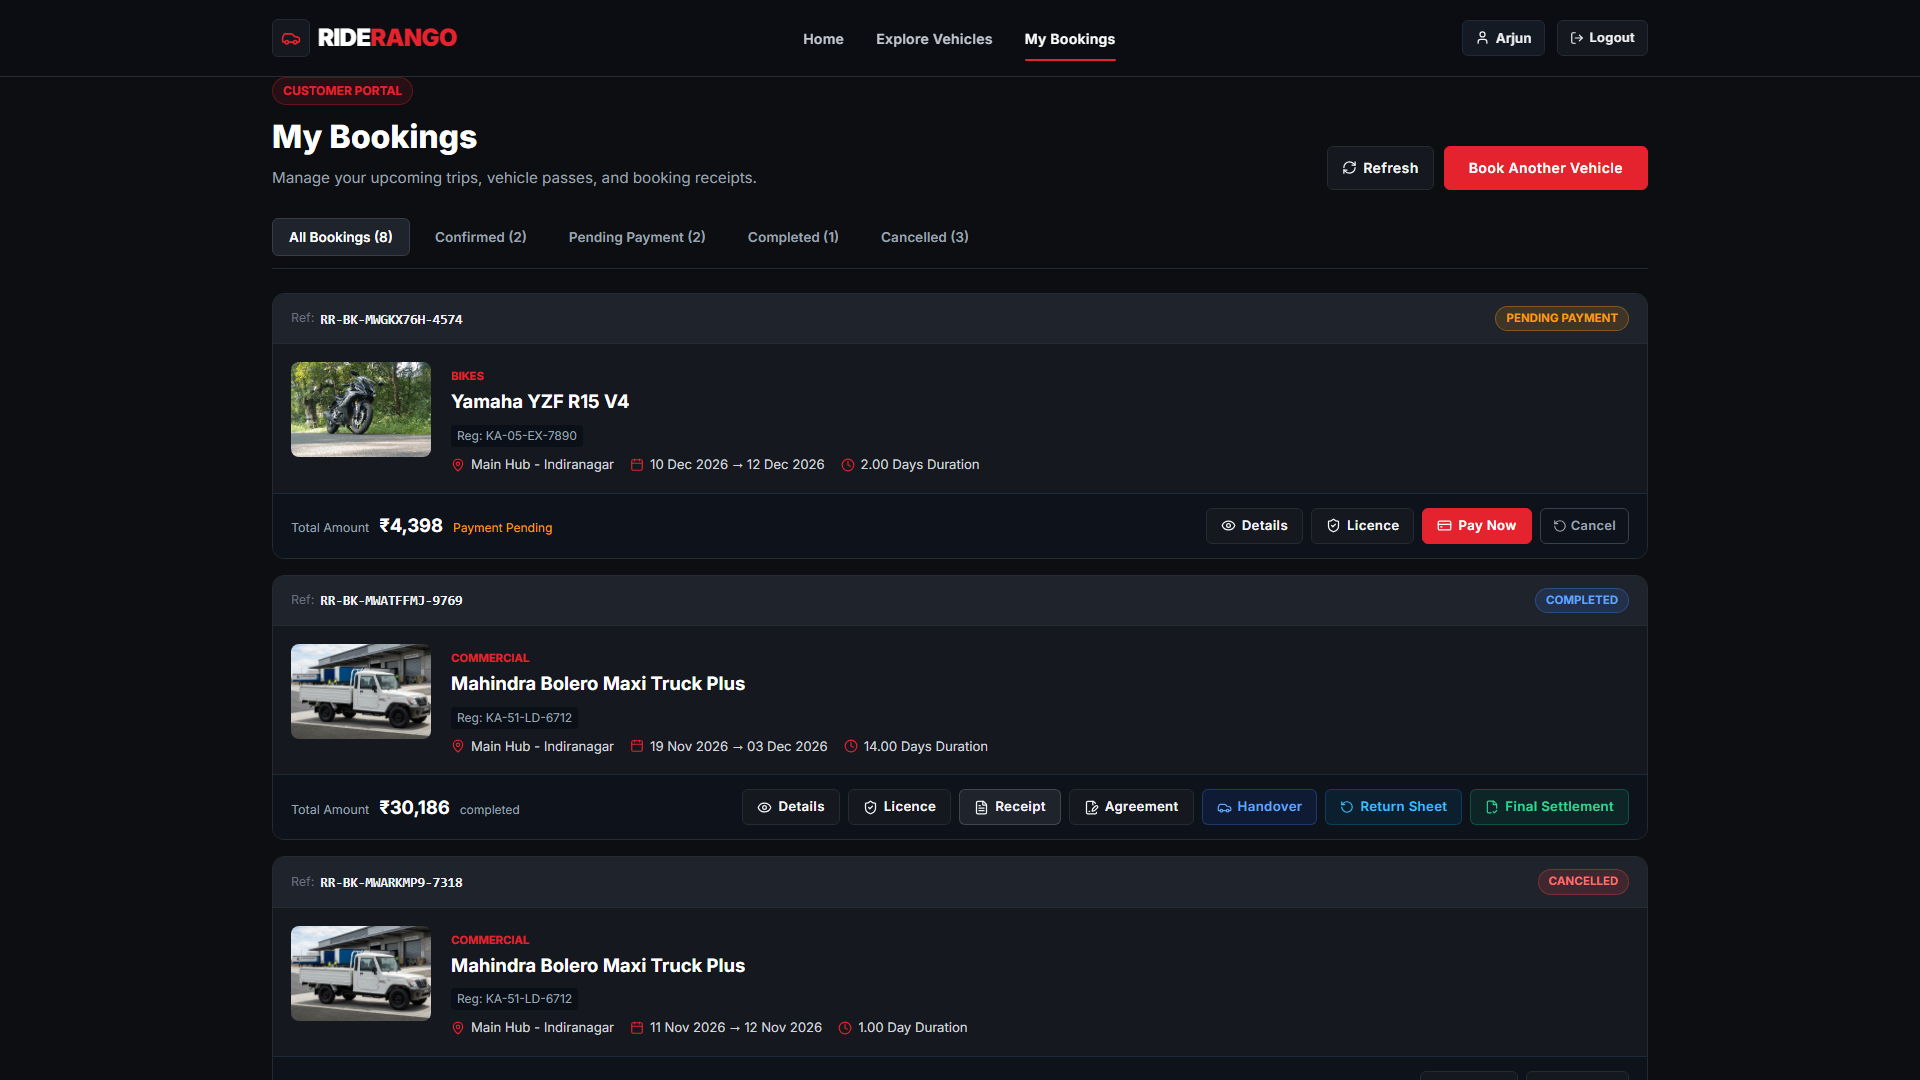 RIDERANGO
Home
Explore Vehicles
My Bookings
Arjun
Logout
CUSTOMER PORTAL
My Bookings
Manage your upcoming trips, vehicle passes, and booking receipts.
Refresh
Book Another Vehicle
All Bookings (8)
Confirmed (2)
Pending Payment (2)
Completed (1)
Cancelled (3)
Ref: RR-BK-MWGKX76H-4574
PENDING PAYMENT
BIKES
Yamaha YZF R15 V4
Reg: KA-05-EX-7890
Main Hub - Indiranagar
10 Dec 2026 → 12 Dec 2026
2.00 Days Duration
Total Amount ₹4,398 Payment Pending
Details
Licence
Pay Now
Cancel
Ref: RR-BK-MWATFFMJ-9769
COMPLETED
COMMERCIAL
Mahindra Bolero Maxi Truck Plus
Reg: KA-51-LD-6712
Main Hub - Indiranagar
19 Nov 2026 → 03 Dec 2026
14.00 Days Duration
Total Amount ₹30,186 completed
Details
Licence
Receipt
Agreement
Handover
Return Sheet
Final Settlement
Ref: RR-BK-MWARKMP9-7318
CANCELLED
COMMERCIAL
Mahindra Bolero Maxi Truck Plus
Reg: KA-51-LD-6712
Main Hub - Indiranagar
11 Nov 2026 → 12 Nov 2026
1.00 Day Duration